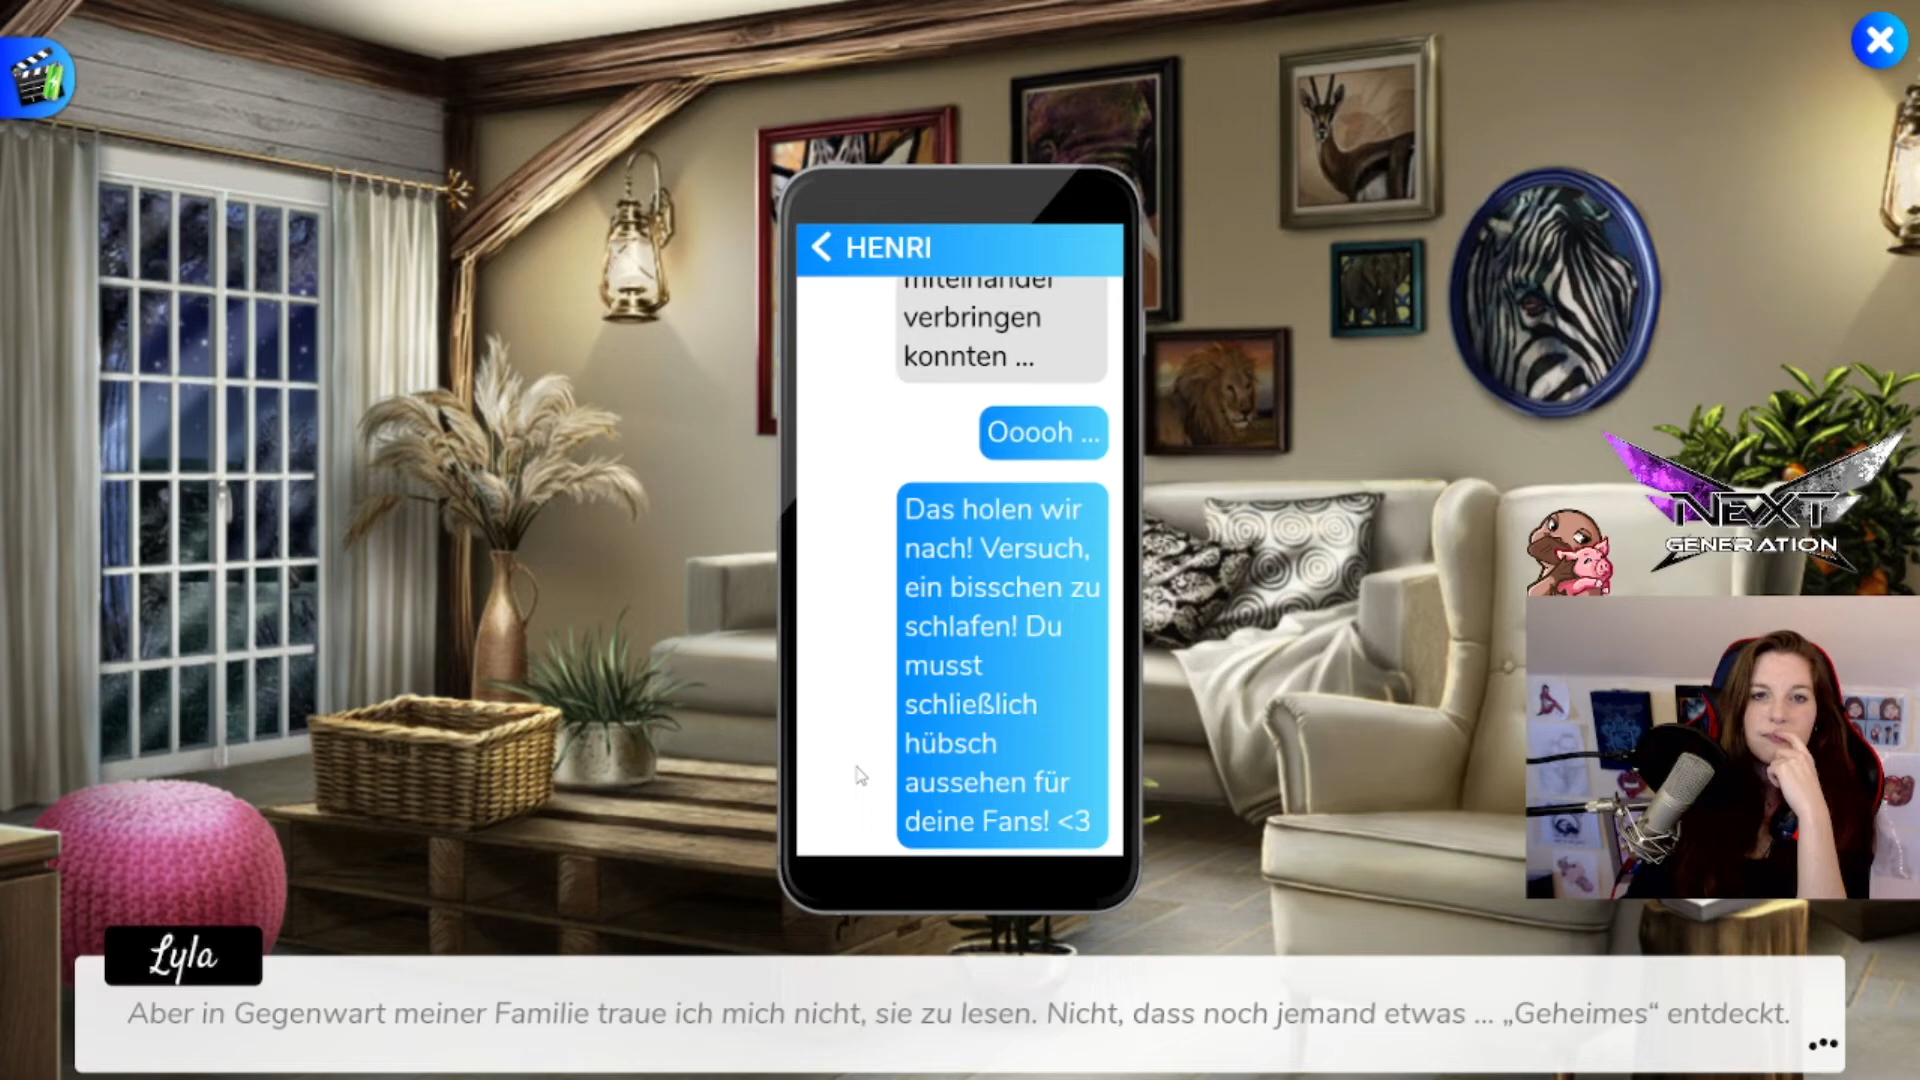 HENRI
miteinander
verbringen
konnten ...
Ooooh ...
Das holen wir
nach! Versuch,
ein bisschen zu
schlafen! Du
musst
schließlich
hübsch
aussehen für
deine Fans! <3
NEXT
GENERATION
Lyla
Aber in Gegenwart meiner Familie traue ich mich nicht, sie zu lesen. Nicht, dass noch jemand etwas ... „Geheimes“ entdeckt.